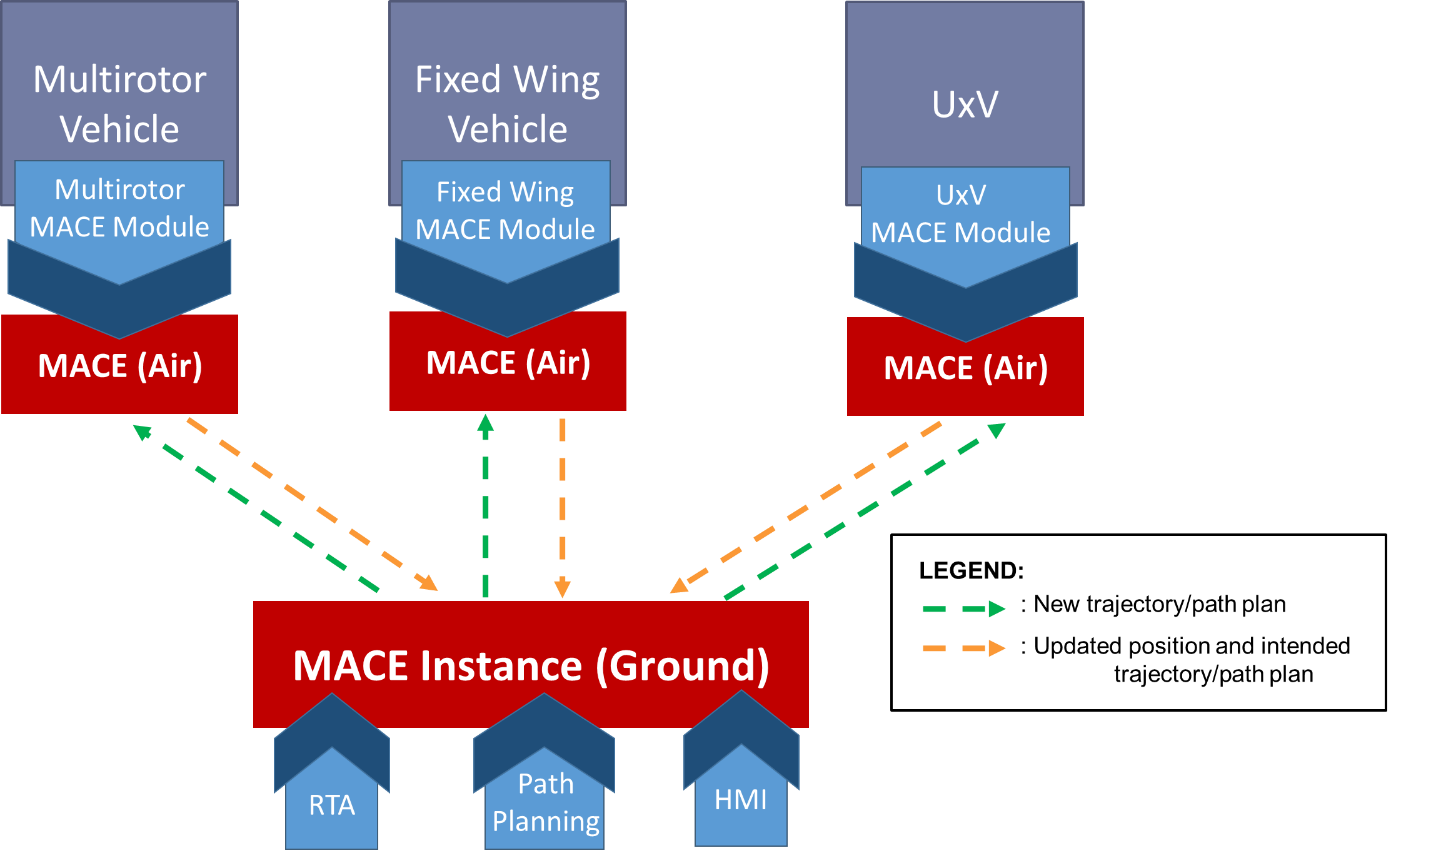 Multirotor
Vehicle
Multirotor
MACE Module
MACE (Air)
Fixed Wing
Vehicle
Fixed Wing
MACE Module
MACE (Air)
UxV
UxV
MACE Module
MACE (Air)
LEGEND:
: New trajectory/path plan
: Updated position and intended
trajectory/path plan
MACE Instance (Ground)
RTA
Path
Planning
HMI